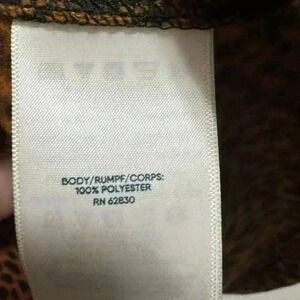 BODY/RUMPF/CORPS:
100% POLYESTER
RN 62830